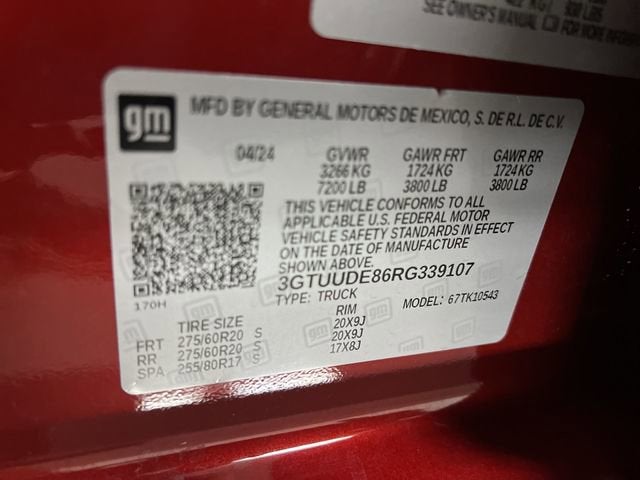 SEE OWNER'S MANUAL FOR MORE INFORMATION
gm
MFD BY GENERAL MOTORS DE MEXICO, S. DE R.L. DE C.V.
04/24 GVWR GAWR FRT GAWR RR
3266 KG 1724 KG 1724 KG
7200 LB 3800 LB 3800 LB
THIS VEHICLE CONFORMS TO ALL
APPLICABLE U.S. FEDERAL MOTOR
VEHICLE SAFETY STANDARDS IN EFFECT
ON THE DATE OF MANUFACTURE
SHOWN ABOVE.
3GTUUDE86RG339107
170H TYPE: TRUCK MODEL: 67TK10543
TIRE SIZE RIM
FRT 275/60R20 S 20X9J
RR 275/60R20 S 20X9J
SPA 255/80R17 S 17X8J